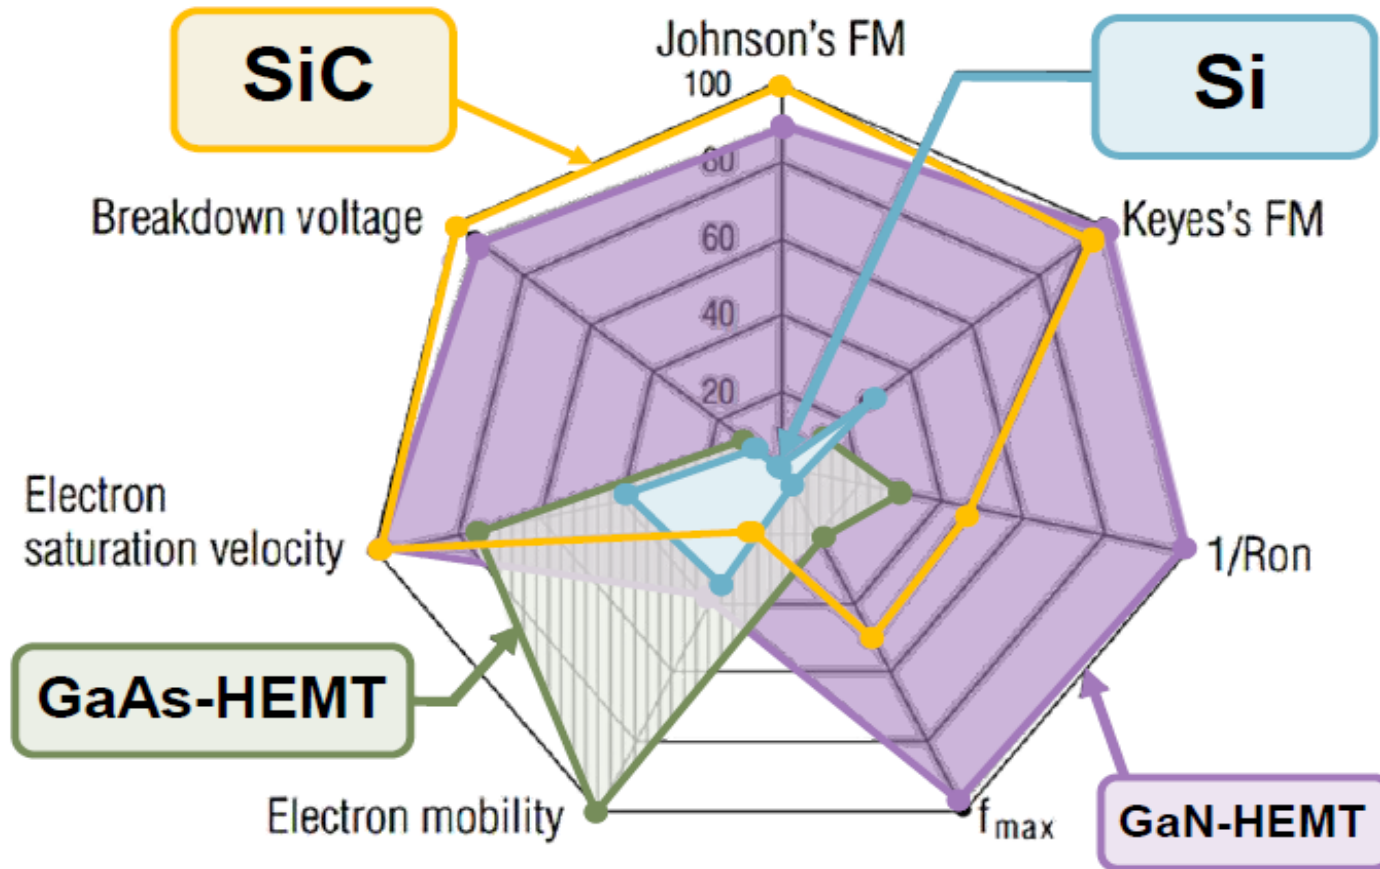 Johnson's FM
SiC
Si
100
80
Breakdown voltage
Keyes's FM
60
40
20
Electron
saturation velocity
1/Ron
GaAs-HEMT
Electron mobility
fmax
GaN-HEMT